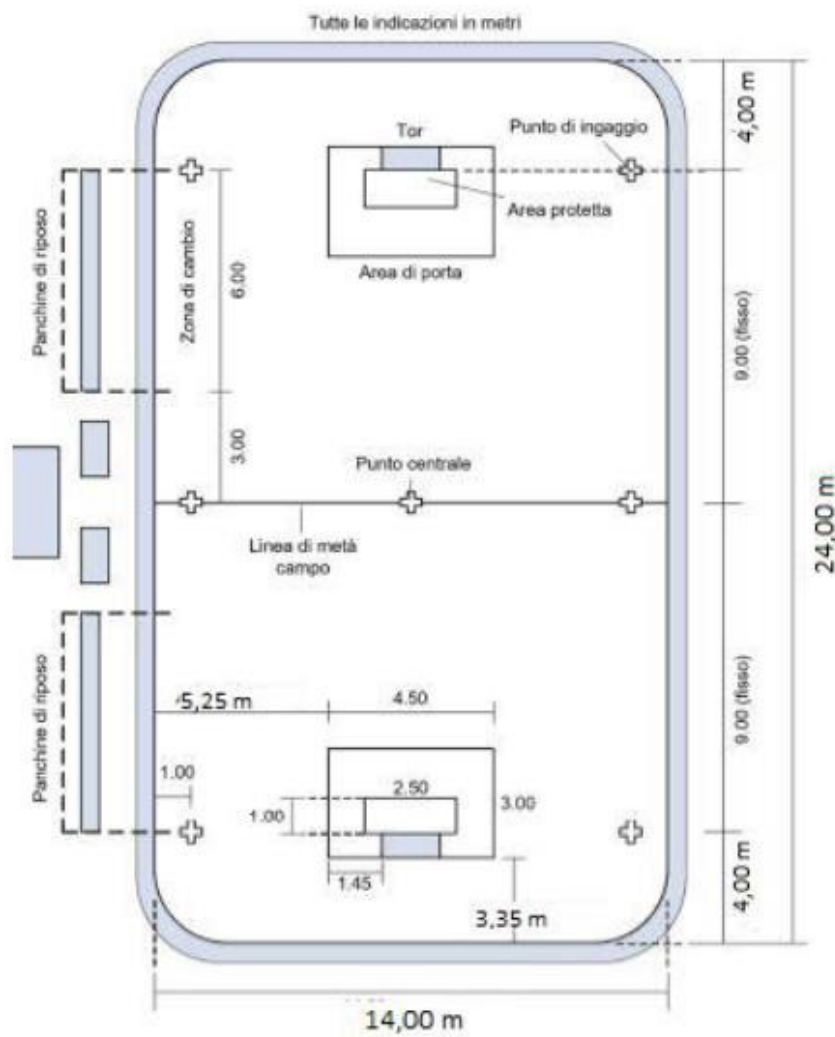 Tutte le indicazioni in metri
4,00 m
Tor
Punto di ingaggio
Area protetta
Area di porta
Panchine di riposo
Zona di cambio
6.00
9.00 (fisso)
3.00
Punto centrale
Linea di metà
campo
24,00 m
Panchine di riposo
5,25 m
4.50
9.00 (fisso)
1.00
2.50
1.00
3.00
1.45
3,35 m
4,00 m
14,00 m